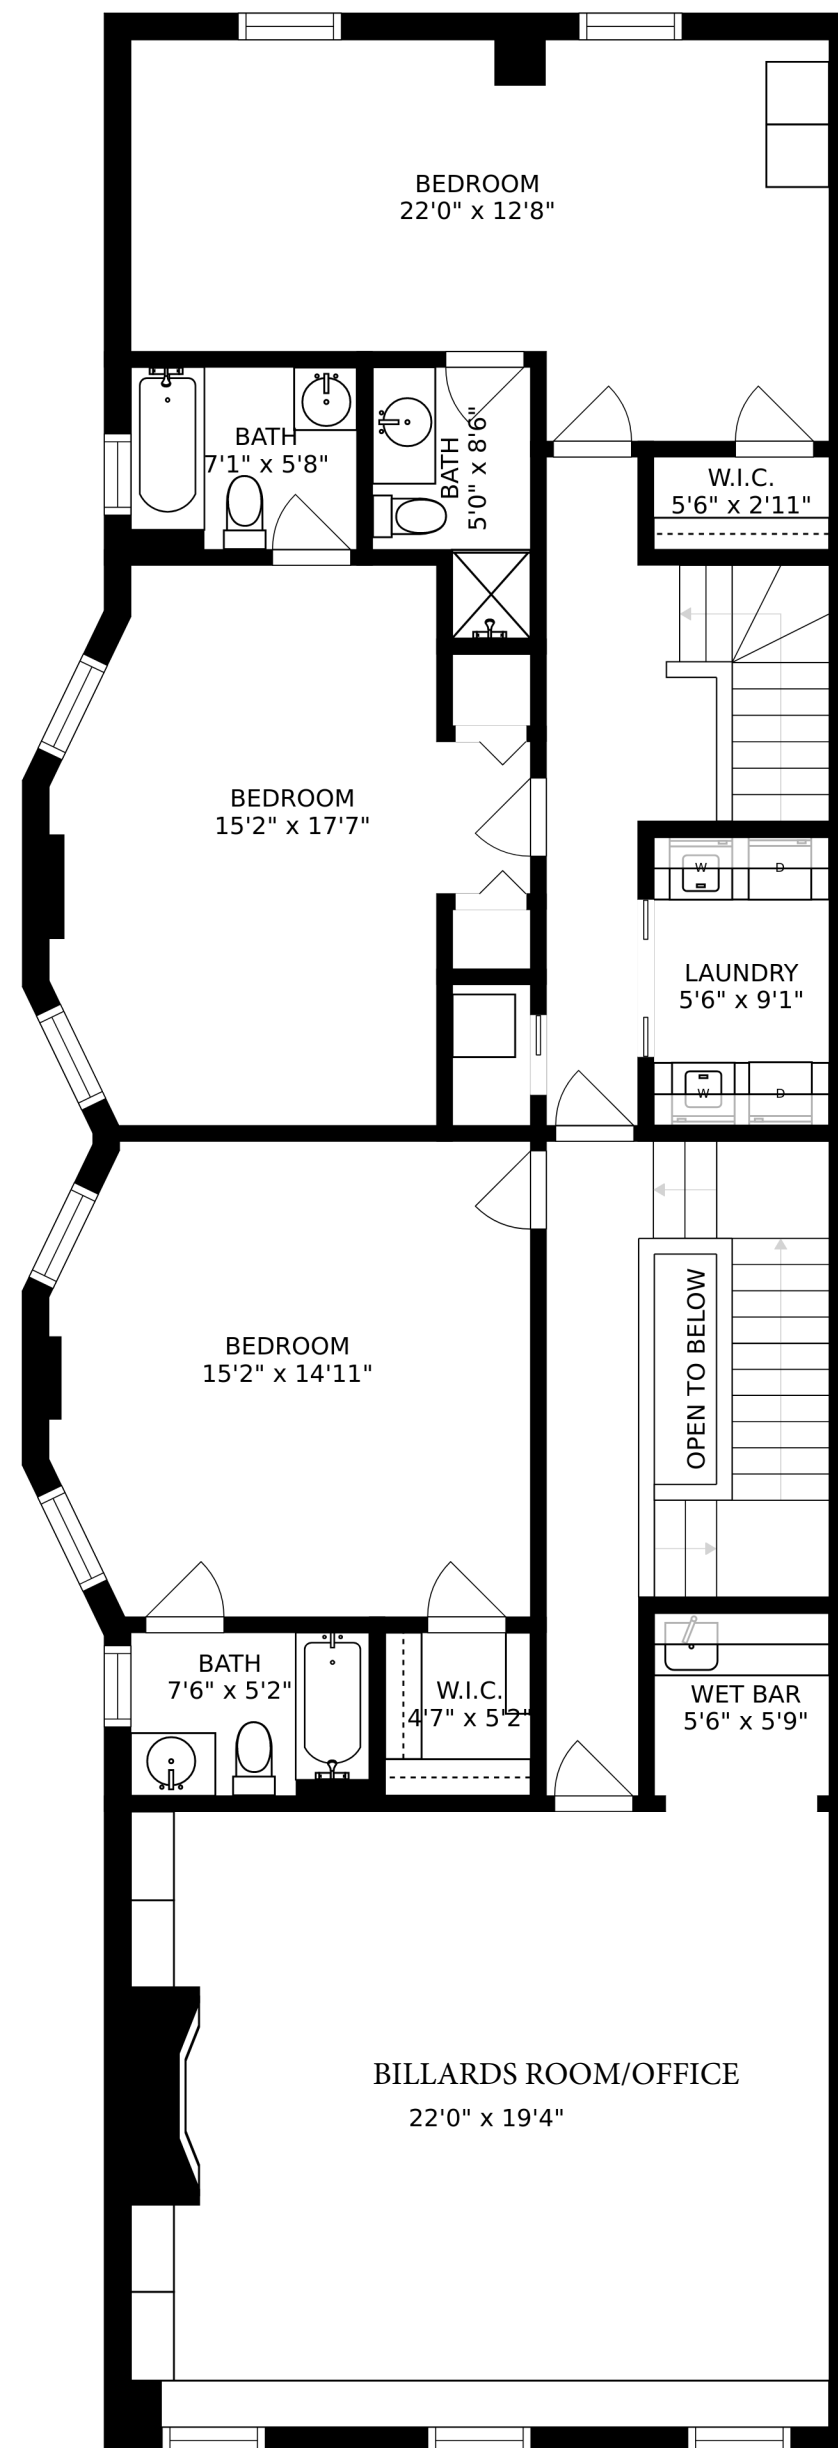 BEDROOM
22'0" x 12'8"
BATH
7'1" x 5'8"
BATH
5'0" x 8'6"
W.I.C.
5'6" x 2'11"
BEDROOM
15'2" x 17'7"
W
D
LAUNDRY
5'6" x 9'1"
W
D
OPEN TO BELOW
BEDROOM
15'2" x 14'11"
BATH
7'6" x 5'2"
W.I.C.
4'7" x 5'2"
WET BAR
5'6" x 5'9"
BILLARDS ROOM/OFFICE
22'0" x 19'4"